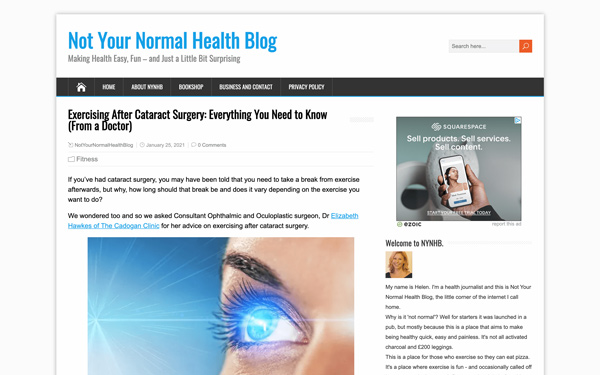 Not Your Normal Health Blog
Making Health Easy, Fun – and Just a Little Bit Surprising
Search here...
HOME
ABOUT NYNHB
BOOKSHOP
BUSINESS AND CONTACT
PRIVACY POLICY
Exercising After Cataract Surgery: Everything You Need to Know
(From a Doctor)
NotYourNormalHealthBlog
January 25, 2021
0 Comments
Fitness
If you've had cataract surgery, you may have been told that you need to take a break from exercise
afterwards, but why, how long should that break be and does it vary depending on the exercise you
want to do?
We wondered too and so we asked Consultant Ophthalmic and Oculoplastic surgeon, Dr Elizabeth
Hawkes of The Cadogan Clinic for her advice on exercising after cataract surgery.
SQUARESPACE
Sell products. Sell services.
Sell content.
START YOUR FREE TRIAL TODAY
ezoic
report this ad
Welcome to NYNHB.
My name is Helen. I'm a health journalist and this is Not Your
Normal Health Blog, the little corner of the internet I call
home.
Why is it 'not normal'? Well for starters it was launched in a
pub, but mostly because this is a place that aims to make
being healthy quick, easy and painless. It's not all activated
charcoal and £200 leggings.
This is a place for those who exercise so they can eat pizza.
It's a place where exercise is fun - and occasionally called off